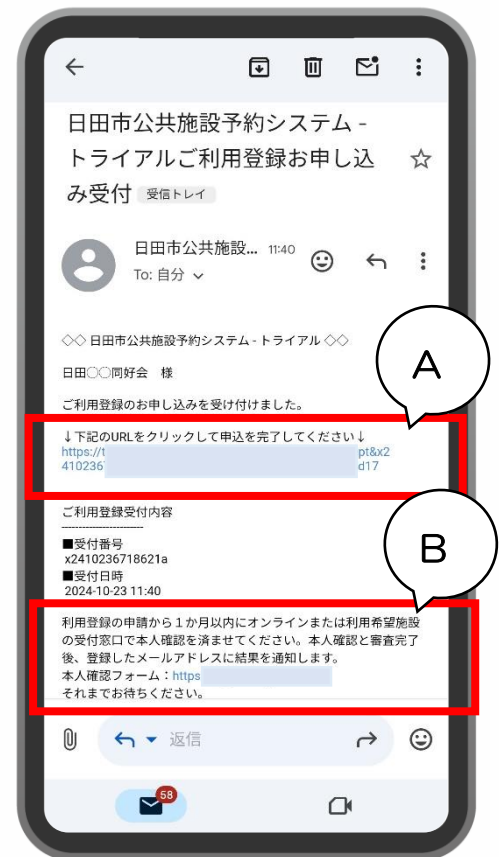 日田市公共施設予約システム -
トライアルご利用登録お申し込
み受付 受信トレイ
日田市公共施設... 11:40
To: 自分
◇◇ 日田市公共施設予約システム - トライアル ◇◇
日田○○同好会 様
ご利用登録のお申し込みを受け付けました。
A
↓下記のURLをクリックして申込を完了してください↓
https://t pt&x2
410236 d17
ご利用登録受付内容
------------------------
■受付番号
x2410236718621a
■受付日時
2024-10-23 11:40
B
利用登録の申請から１か月以内にオンラインまたは利用希望施設
の受付窓口で本人確認を済ませてください。本人確認と審査完了
後、登録したメールアドレスに結果を通知します。
本人確認フォーム：https
それまでお待ちください。
返信
58